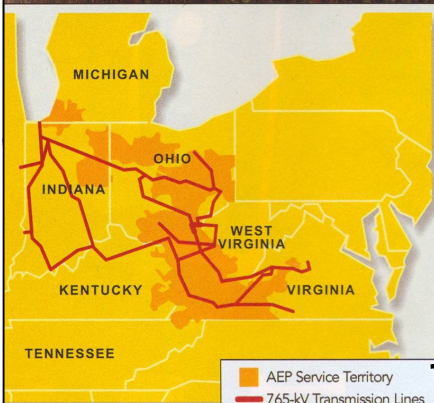 MICHIGAN
OHIO
INDIANA
WEST
VIRGINIA
KENTUCKY
VIRGINIA
TENNESSEE
AEP Service Territory
765-kV Transmission Lines